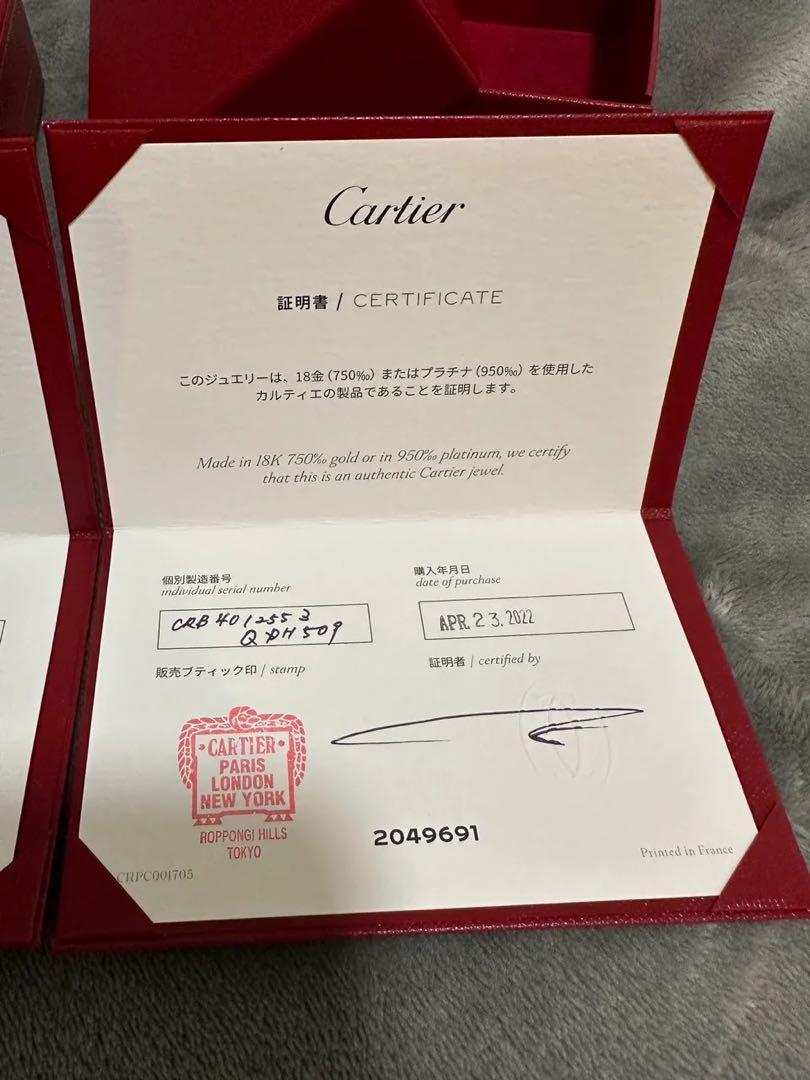 Cartier
証明書 / CERTIFICATE
このジュエリーは、18金(750‰)またはプラチナ(950‰)を使用した
カルティエの製品であることを証明します。
Made in 18K 750‰ gold or in 950‰ platinum, we certify
that this is an authentic Cartier jewel.
個別製造番号
individual serial number
CRB4012553
購入年月日
date of purchase
APR. 23. 2022
販売ブティック印 / stamp
証明者 / certified by
CARTIER
PARIS
LONDON
NEW YORK
ROPPONGI HILLS
TOKYO
2049691
CRPC001705
Printed in France